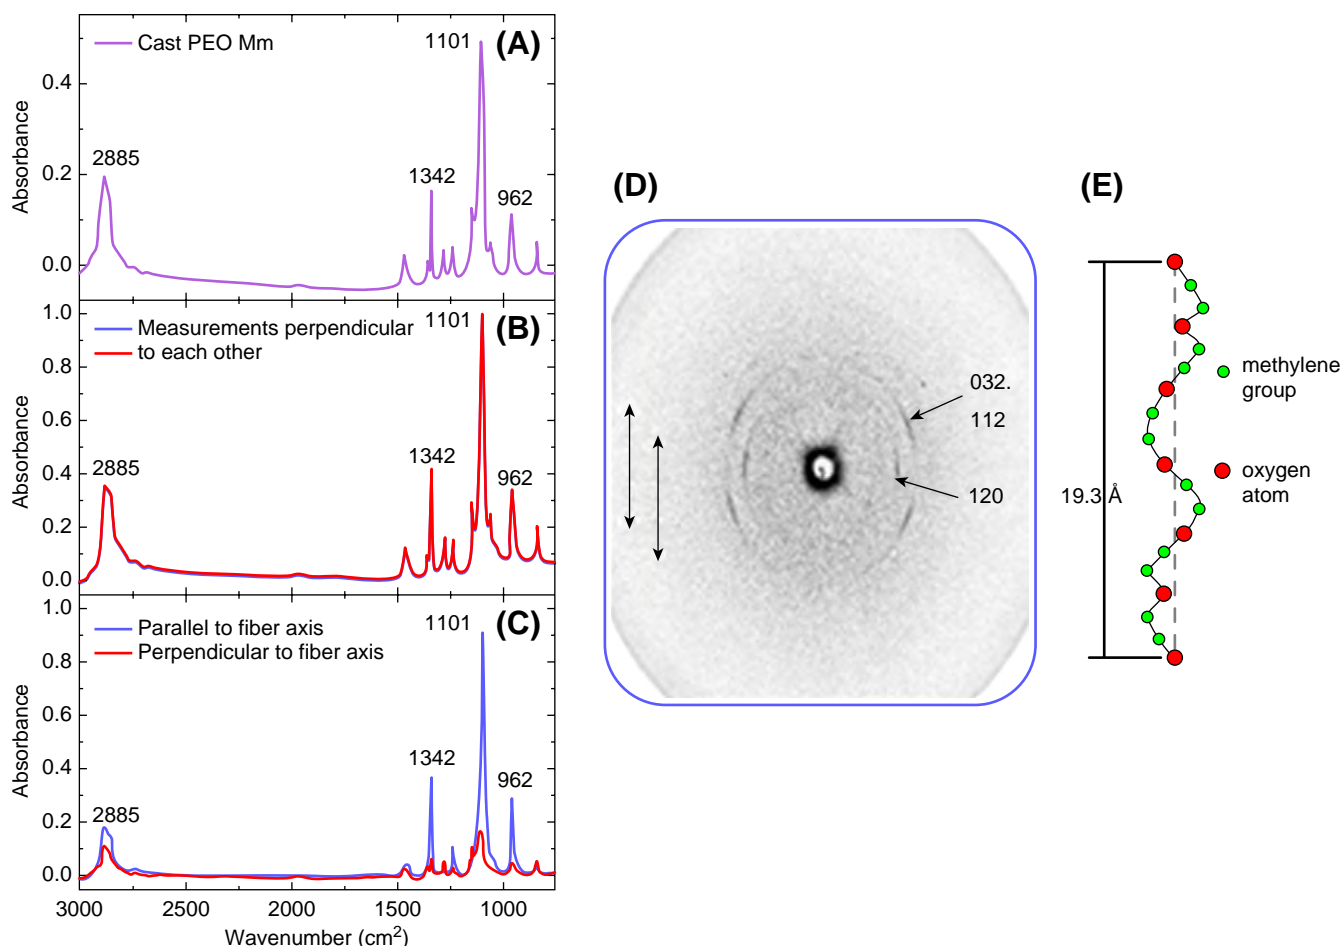 (A)
Cast PEO Mm
1101
2885
1342
962
Absorbance
0.4
0.2
0.0
(B)
Measurements perpendicular
to each other
1101
2885
1342
962
Absorbance
1.0
0.8
0.6
0.4
0.2
0.0
(C)
Parallel to fiber axis
Perpendicular to fiber axis
1101
2885
1342
962
Absorbance
1.0
0.8
0.6
0.4
0.2
0.0
3000
2500
2000
1500
1000
Wavenumber (cm²)
(D)
032.
112
120
(E)
19.3 Å
methylene
group
oxygen
atom